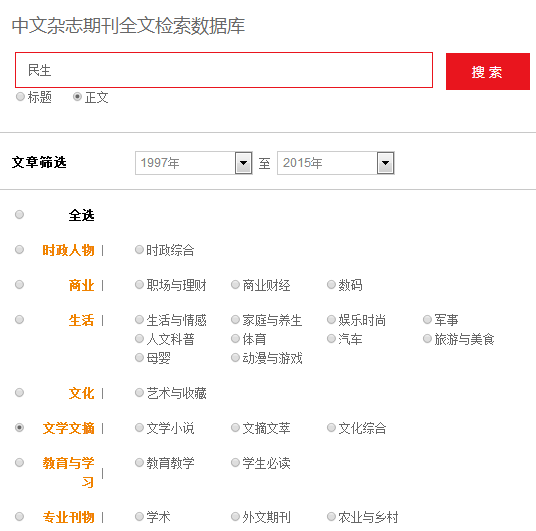 中文杂志期刊全文检索数据库
民生
搜 索
标题 正文
文章筛选 1997年 至 2015年
全选
时政人物 | 时政综合
商业 | 职场与理财 商业财经 数码
生活 | 生活与情感 家庭与养生 娱乐时尚 军事
人文科普 体育 汽车 旅游与美食
母婴 动漫与游戏
文化 | 艺术与收藏
文学文摘 | 文学小说 文摘文萃 文化综合
教育与学 | 教育教学 学生必读
习
专业刊物 | 学术 外文期刊 农业与乡村